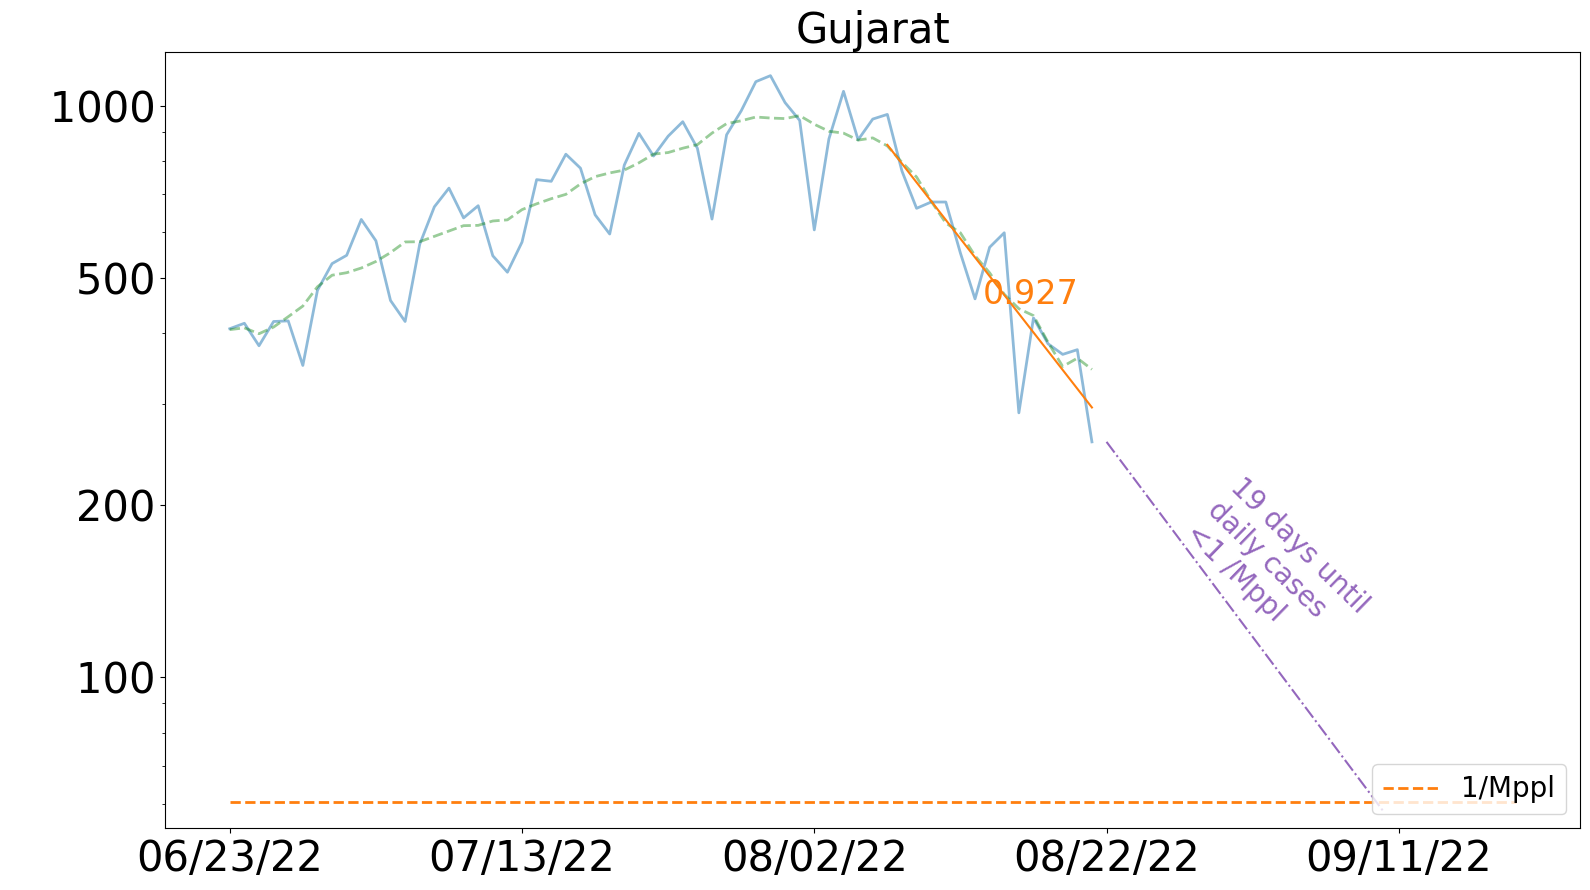 Gujarat
1000
500
200
100
0.927
19 days until
daily cases
<1 /Mppl
1/Mppl
06/23/22
07/13/22
08/02/22
08/22/22
09/11/22